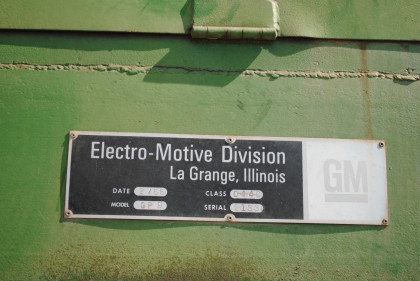 Electro-Motive Division
La Grange, Illinois
GM
DATE CLASS
MODEL SERIAL